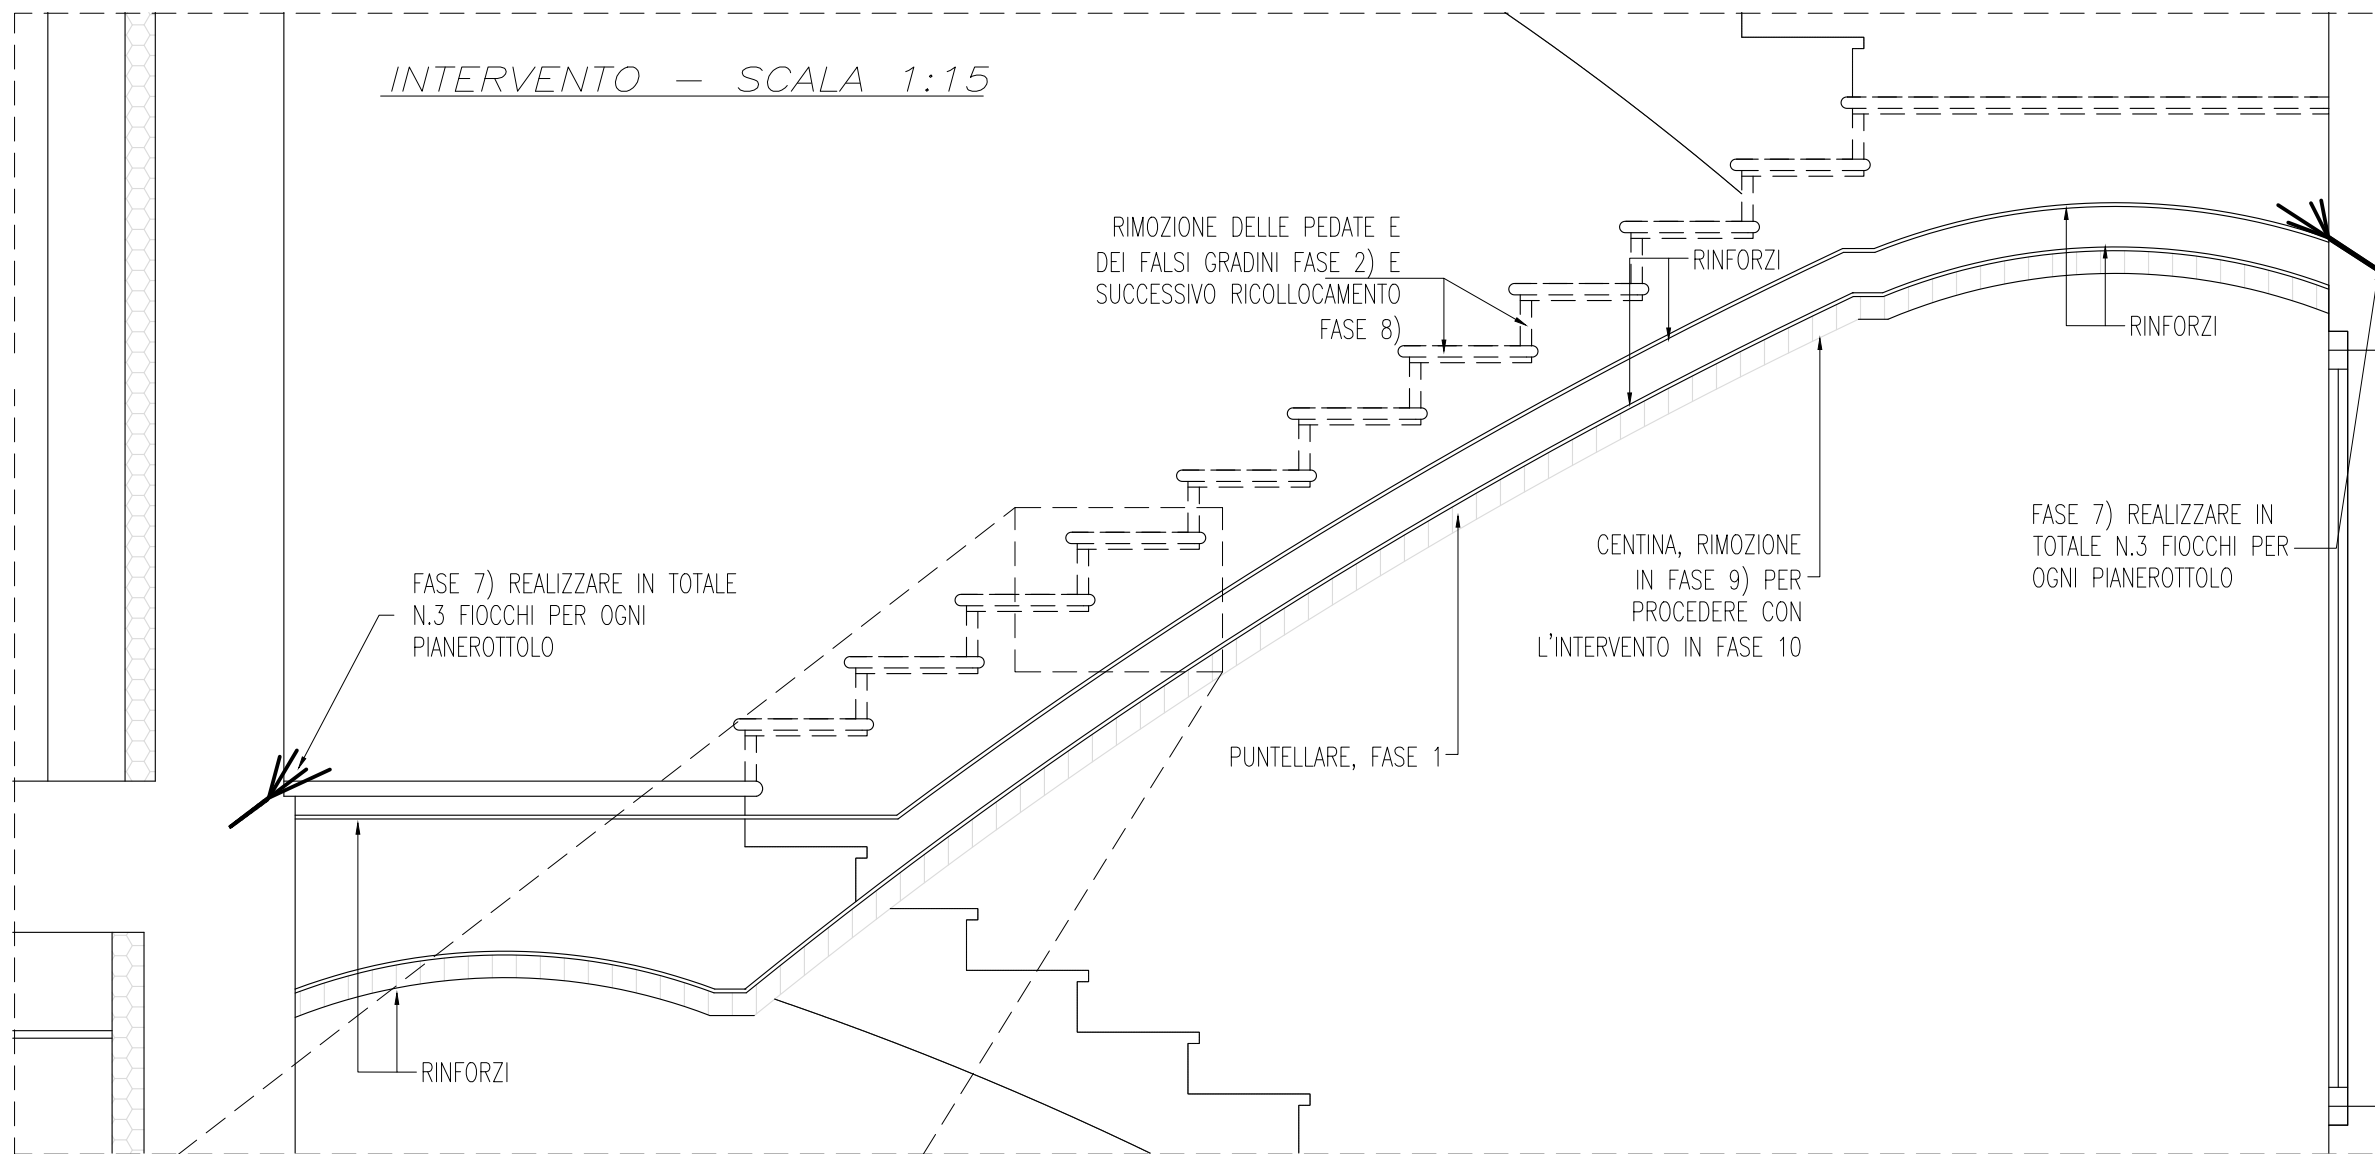 INTERVENTO – SCALA 1:15
RIMOZIONE DELLE PEDATE E
DEI FALSI GRADINI FASE 2) E
SUCCESSIVO RICOLLOCAMENTO
FASE 8)
RINFORZI
RINFORZI
FASE 7) REALIZZARE IN
TOTALE N.3 FIOCCHI PER
OGNI PIANEROTTOLO
CENTINA, RIMOZIONE
IN FASE 9) PER
PROCEDERE CON
L'INTERVENTO IN FASE 10
FASE 7) REALIZZARE IN TOTALE
N.3 FIOCCHI PER OGNI
PIANEROTTOLO
PUNTELLARE, FASE 1
RINFORZI